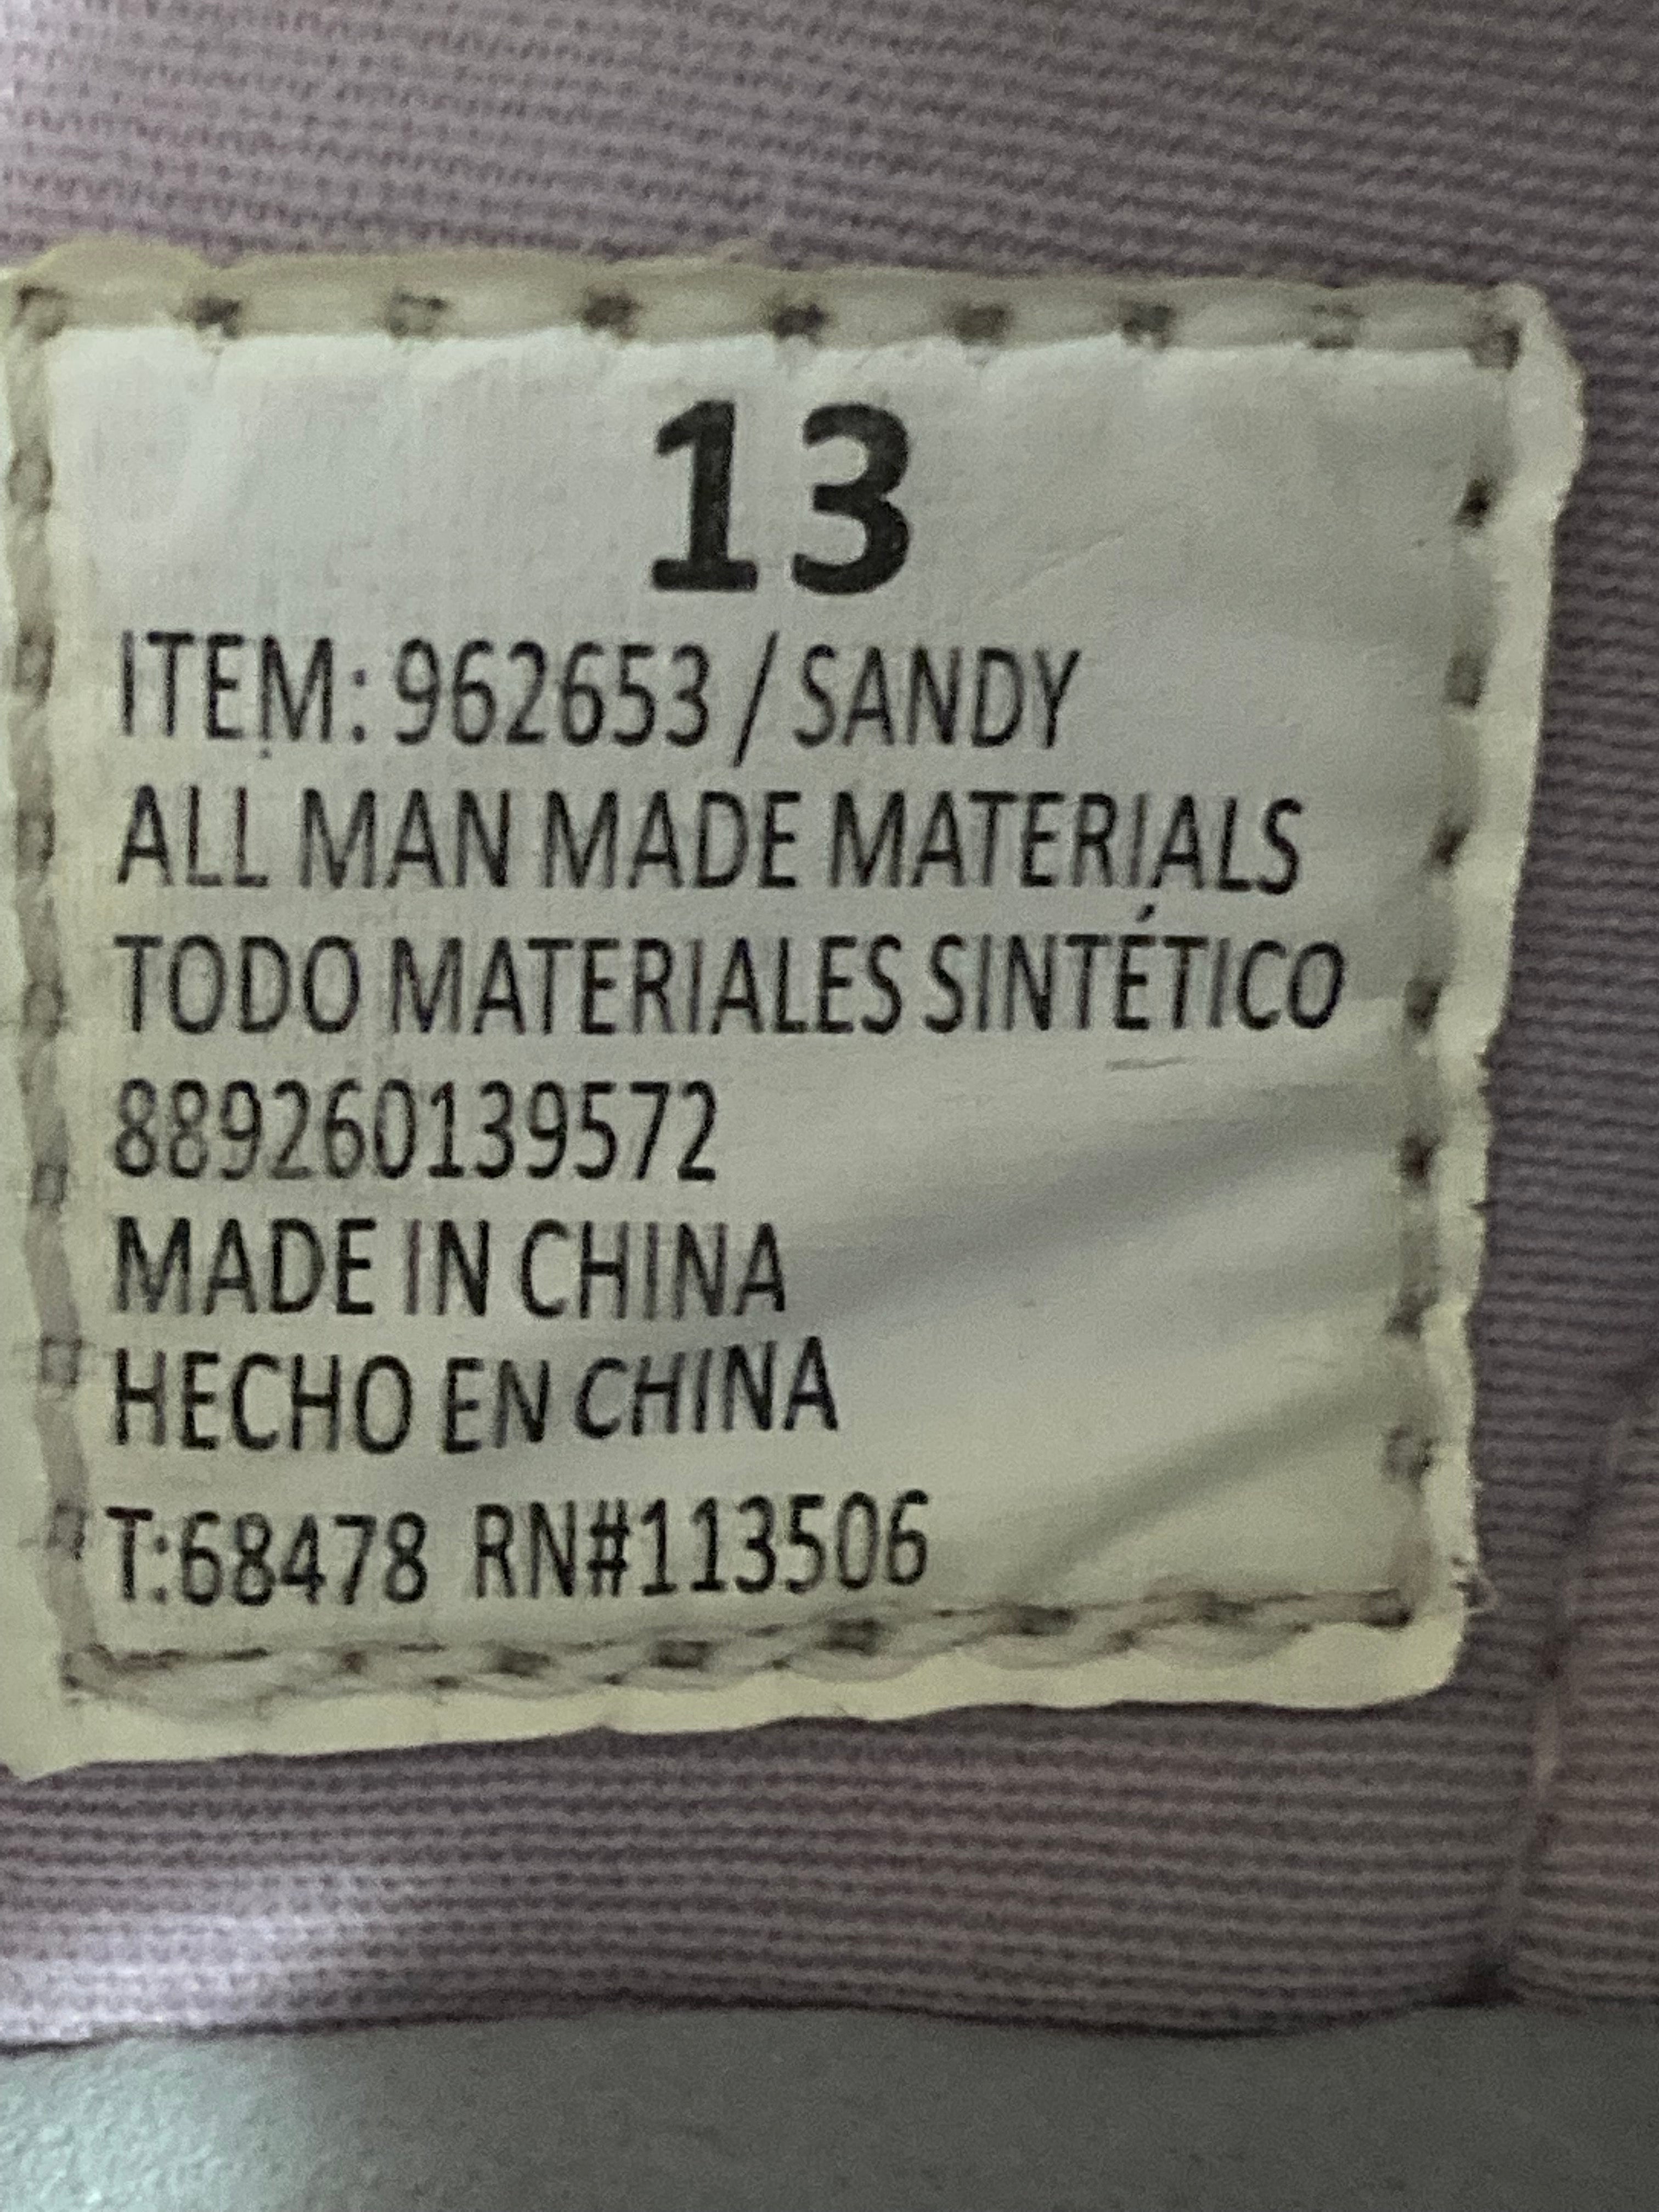 13
ITEM: 962653 / SANDY
ALL MAN MADE MATERIALS
TODO MATERIALES SINTÉTICO
889260139572
MADE IN CHINA
HECHO EN CHINA
T:68478 RN#113506